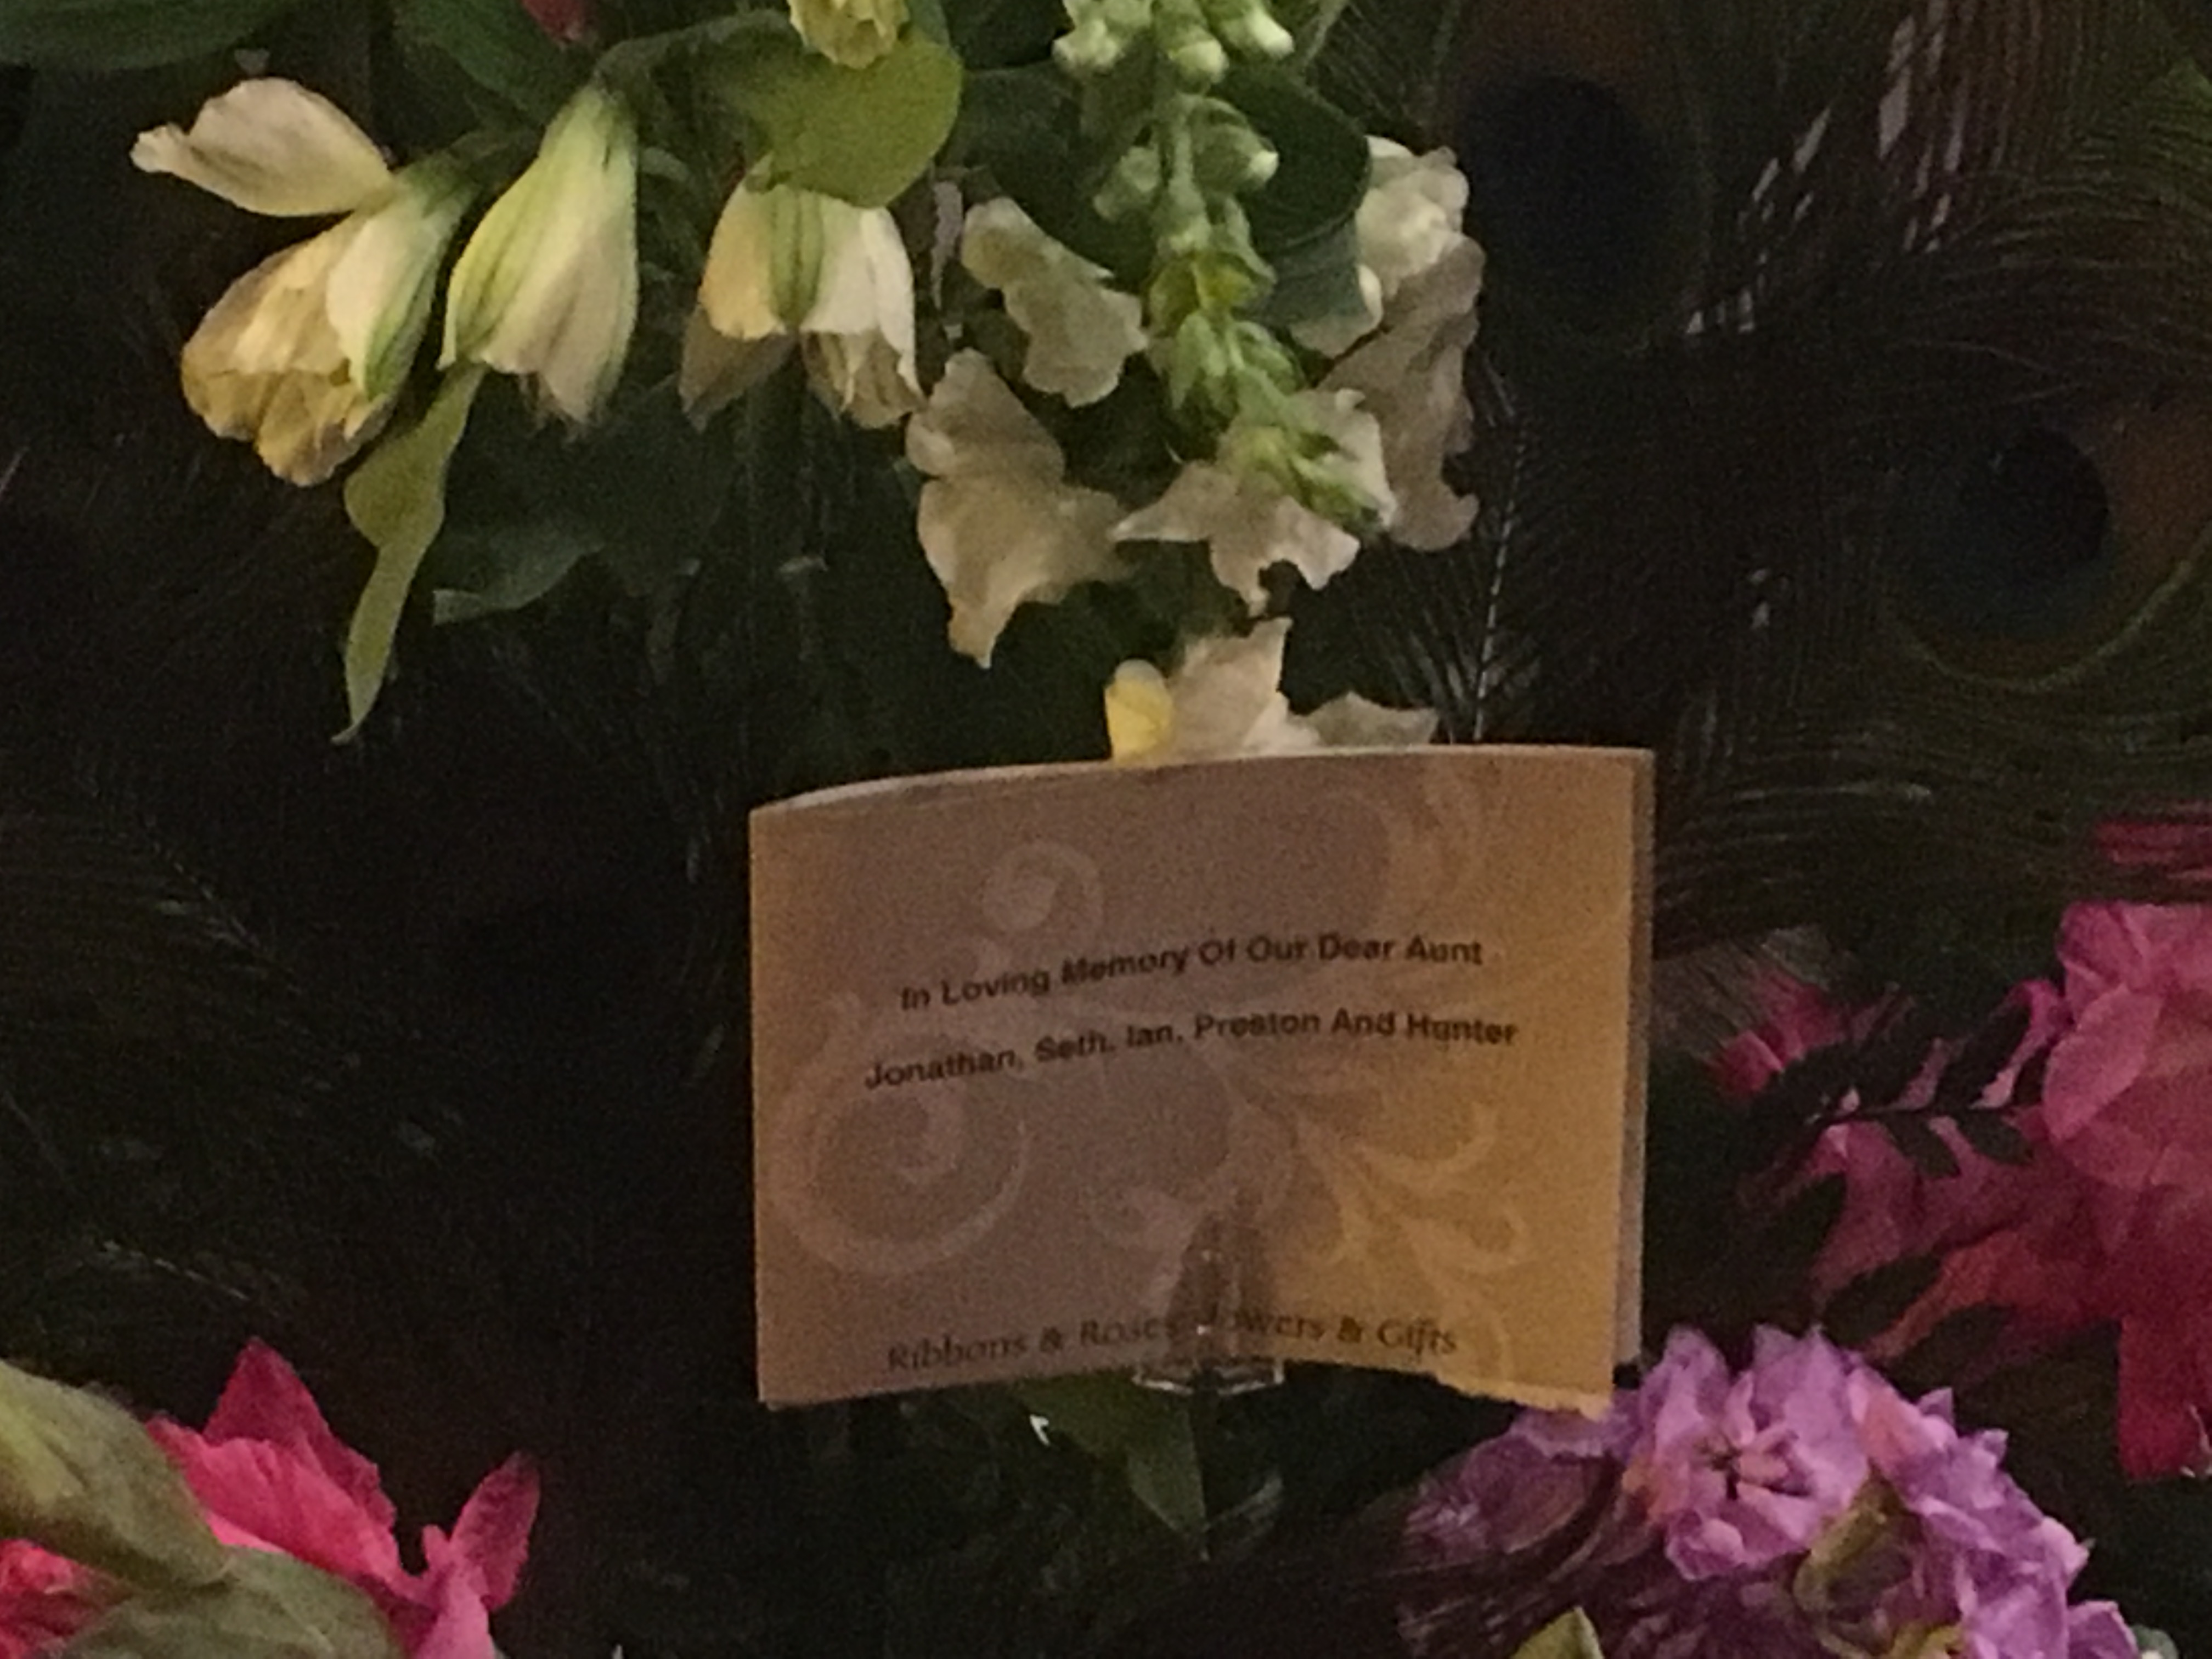 In Loving Memory Of Our Dear Aunt
Jonathan, Seth, Ian, Preston And Hunter
Ribbons & Roses Flowers & Gifts